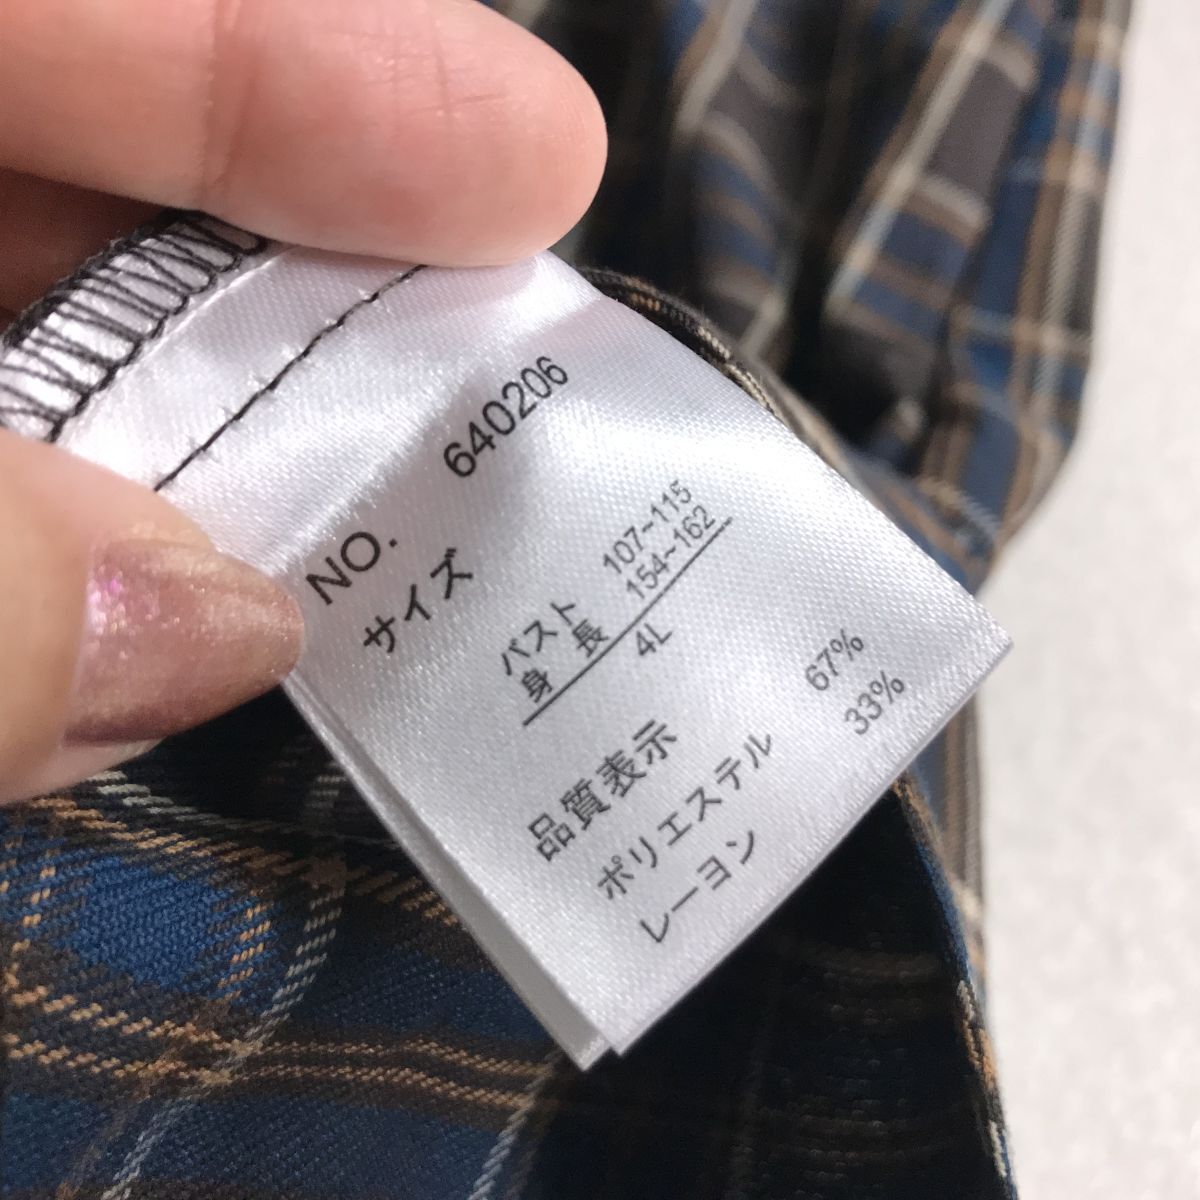 NO. 640206
サイズ
バスト 107~115
身 長 154~162
4L
品質表示
ポリエステル 67%
レーヨン 33%